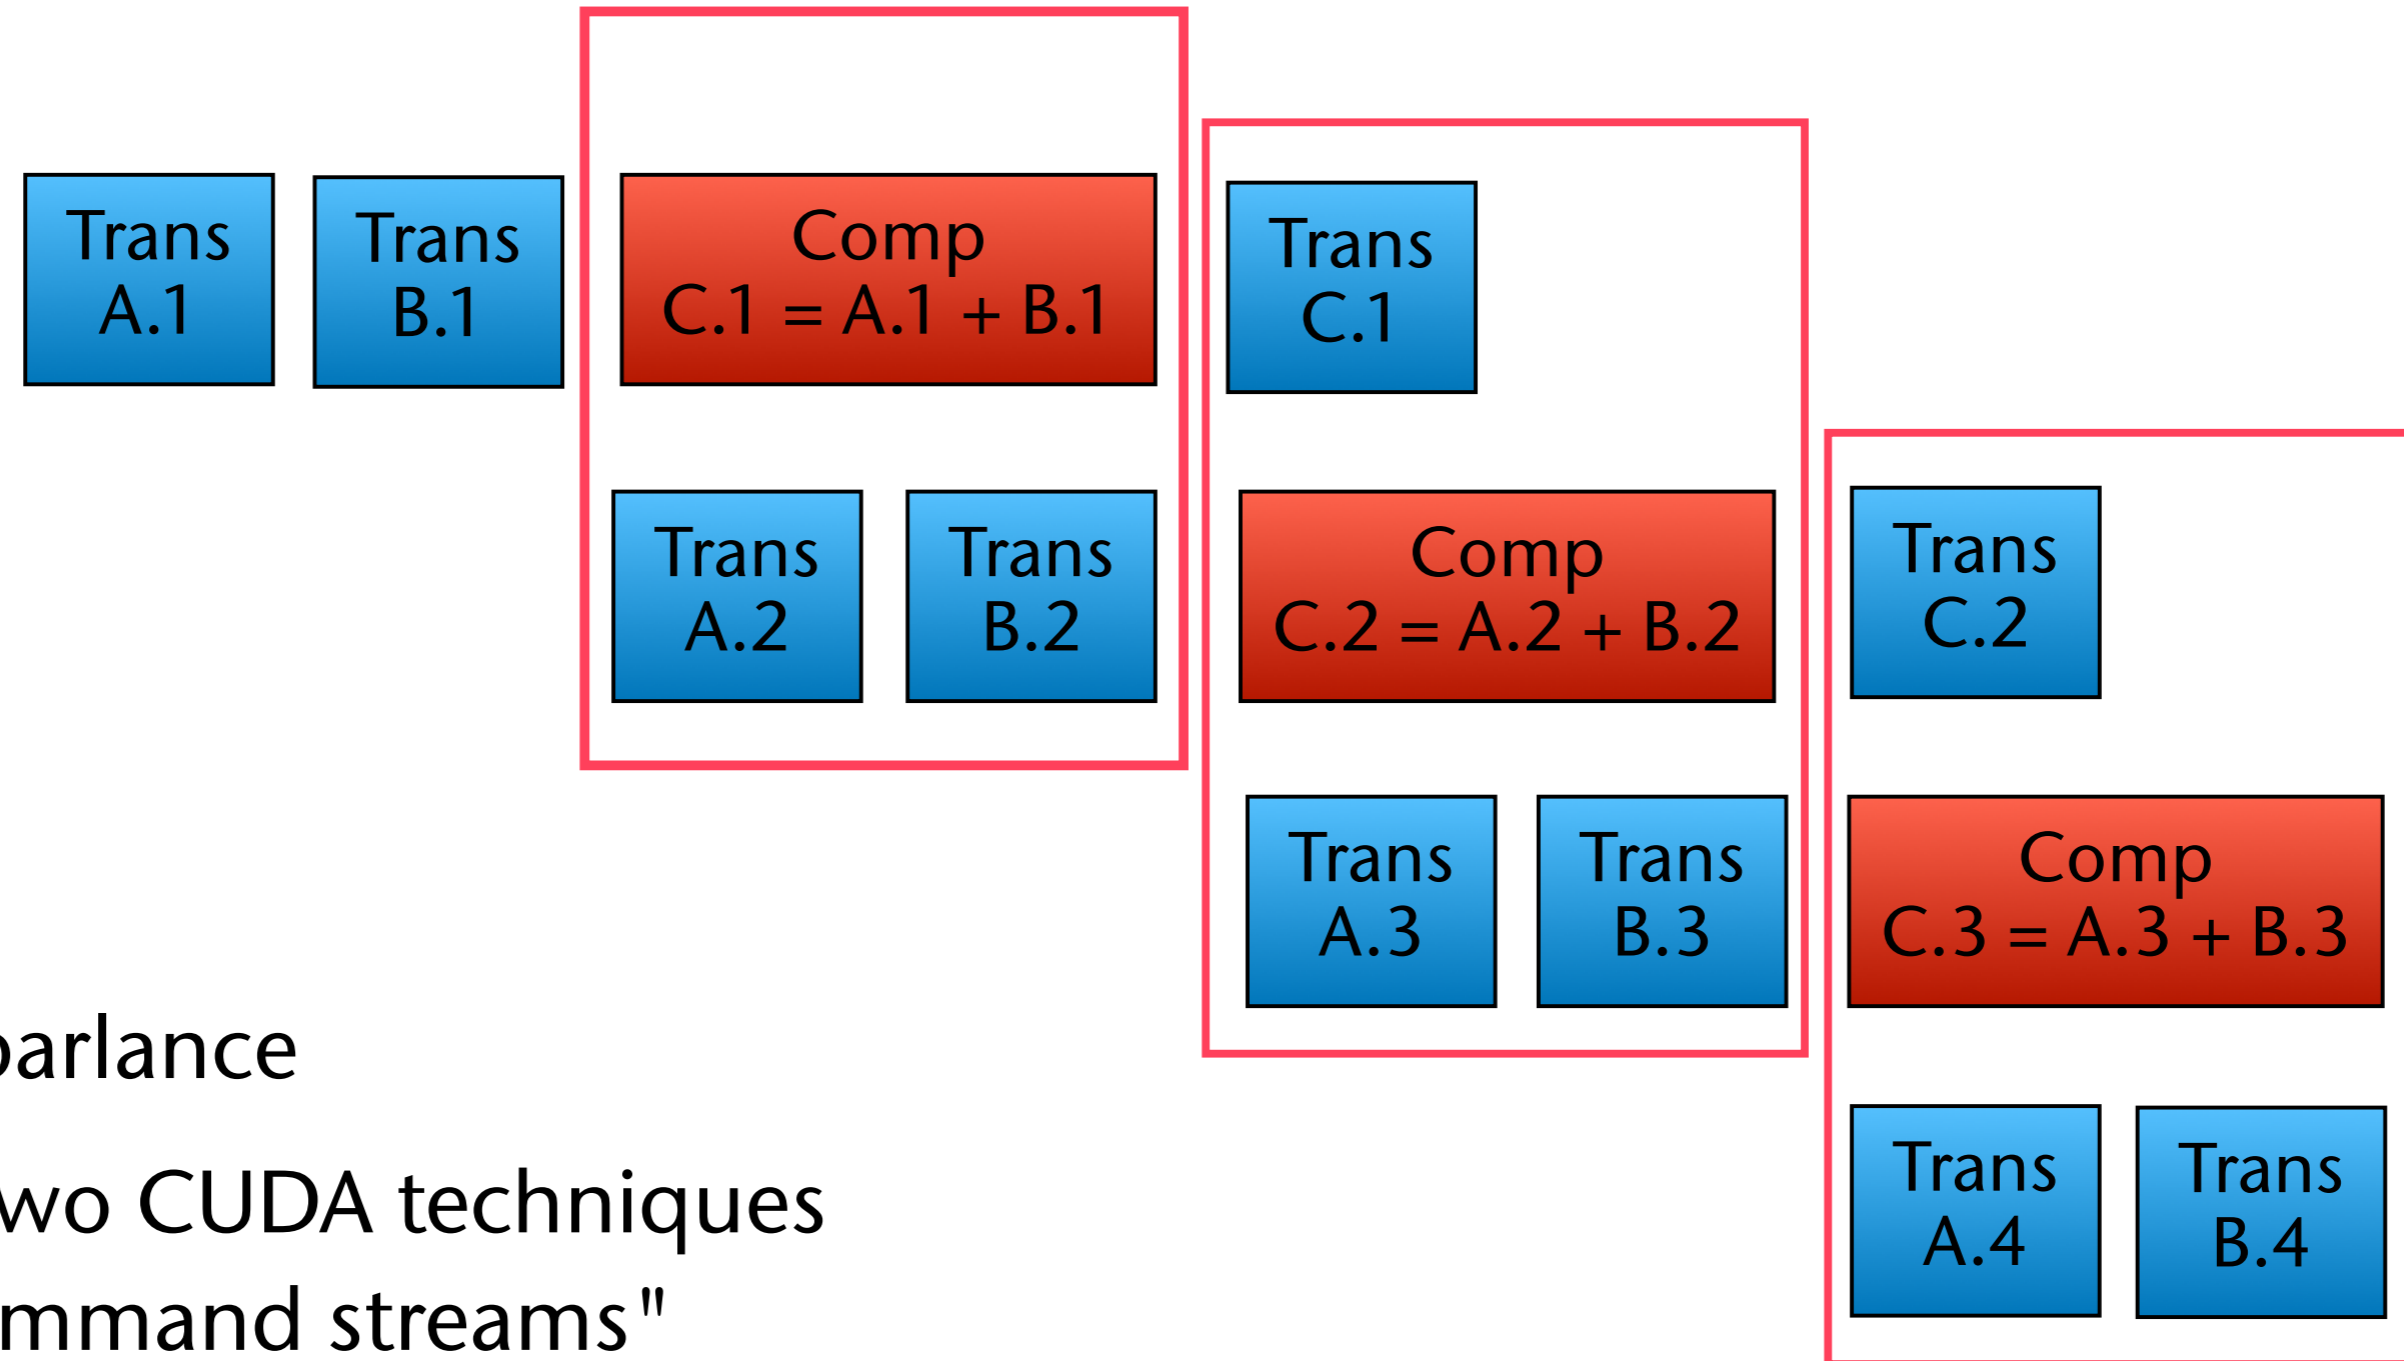 Trans
A.1
Trans
B.1
Comp
C.1 = A.1 + B.1
Trans
C.1
Trans
A.2
Trans
B.2
Comp
C.2 = A.2 + B.2
Trans
C.2
Trans
A.3
Trans
B.3
Comp
C.3 = A.3 + B.3
Trans
A.4
Trans
B.4
parlance
wo CUDA techniques
mmand streams"